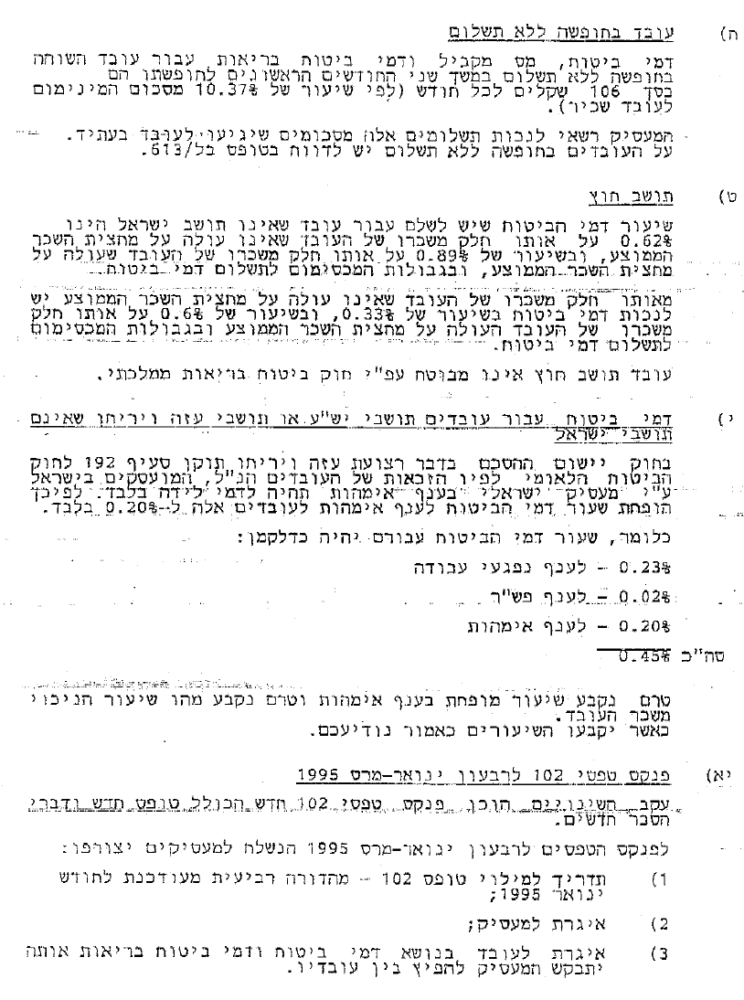 ח) עובד בחופשה ללא תשלום
דמי ביטוח, מס מקביל ודמי ביטוח בריאות עבור עובד השוהה
בחופשה ללא תשלום במשך שני החודשים הראשונים לחופשתו הם
בסך 106 שקלים לכל חודש (לפי שיעור של 10.37% מסכום המינימום
לעובד שכיר).
המעסיק רשאי לנכות תשלומים אלה מסכומים שיגיעו לעובד בעתיד.
על העובדים בחופשה ללא תשלום יש לדווח בטופס בל/613.
ט) תושב חוץ
שיעור דמי הביטוח שיש לשלם עבור עובד שאינו תושב ישראל הינו
0.62% על אותו חלק משכרו של העובד שאינו עולה על מחצית השכר
הממוצע, ובשיעור של 0.89% על אותו חלק משכרו של העובד שעולה על
מחצית השכר הממוצע, ובגבולות המכסימום לתשלום דמי ביטוח.
מאותו חלק משכרו של העובד שאינו עולה על מחצית השכר הממוצע יש
לנכות דמי ביטוח בשיעור של 0.33%, ובשיעור של 0.6% על אותו חלק
משכרו של העובד העולה על מחצית השכר הממוצע ובגבולות המכסימום
לתשלום דמי ביטוח.
עובד תושב חוץ אינו מבוטח עפ"י חוק ביטוח בריאות ממלכתי.
י) דמי ביטוח עבור עובדים תושבי יש"ע או תושבי עזה ויריחו שאינם
תושבי ישראל
בחוק יישום ההסכם בדבר רצועת עזה ויריחו תוקן סעיף 192 לחוק
הביטוח הלאומי לפיו הזכאות של העובדים הנ"ל, המועסקים בישראל
ע"י מעסיק ישראלי בענף אימהות תהיה לדמי לידה בלבד. לפיכך
הופחת שעור דמי הביטוח לענף אימהות לעובדים אלה ל-0.20% בלבד.
כלומר, שעור דמי הביטוח עבורם יהיה כדלקמן:
0.23% - לענף נפגעי עבודה
0.02% - לענף פש"ר
0.20% - לענף אימהות
סה"כ 0.45%
טרם נקבע שיעור מופחת בענף אימהות וטרם נקבע מהו שיעור הניכוי
משכר העובד.
כאשר יקבעו השיעורים כאמור נודיעכם.
יא) פנקס טפסי 102 לרבעון ינואר-מרס 1995
עקב השינויים הוכן פנקס טפסי 102 חדש הכולל טופס חדש ודברי
הסבר חדשים.
לפנקס הטפסים לרבעון ינואר-מרס 1995 הנשלח למעסיקים יצורפו:
1) תדריך למילוי טופס 102 - מהדורה רביעית מעודכנת לחודש
ינואר 1995;
2) איגרת למעסיק;
3) איגרת לעובד בנושא דמי ביטוח ודמי ביטוח בריאות אותה
יתבקש המעסיק להפיץ בין עובדיו.